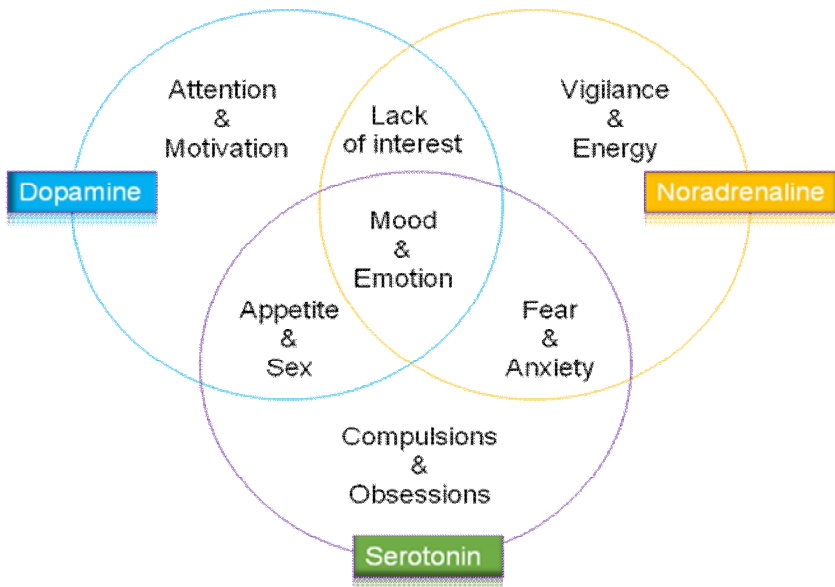 Attention
&
Motivation
Lack
of interest
Vigilance
&
Energy
Dopamine
Noradrenaline
Mood
&
Emotion
Appetite
&
Sex
Fear
&
Anxiety
Compulsions
&
Obsessions
Serotonin